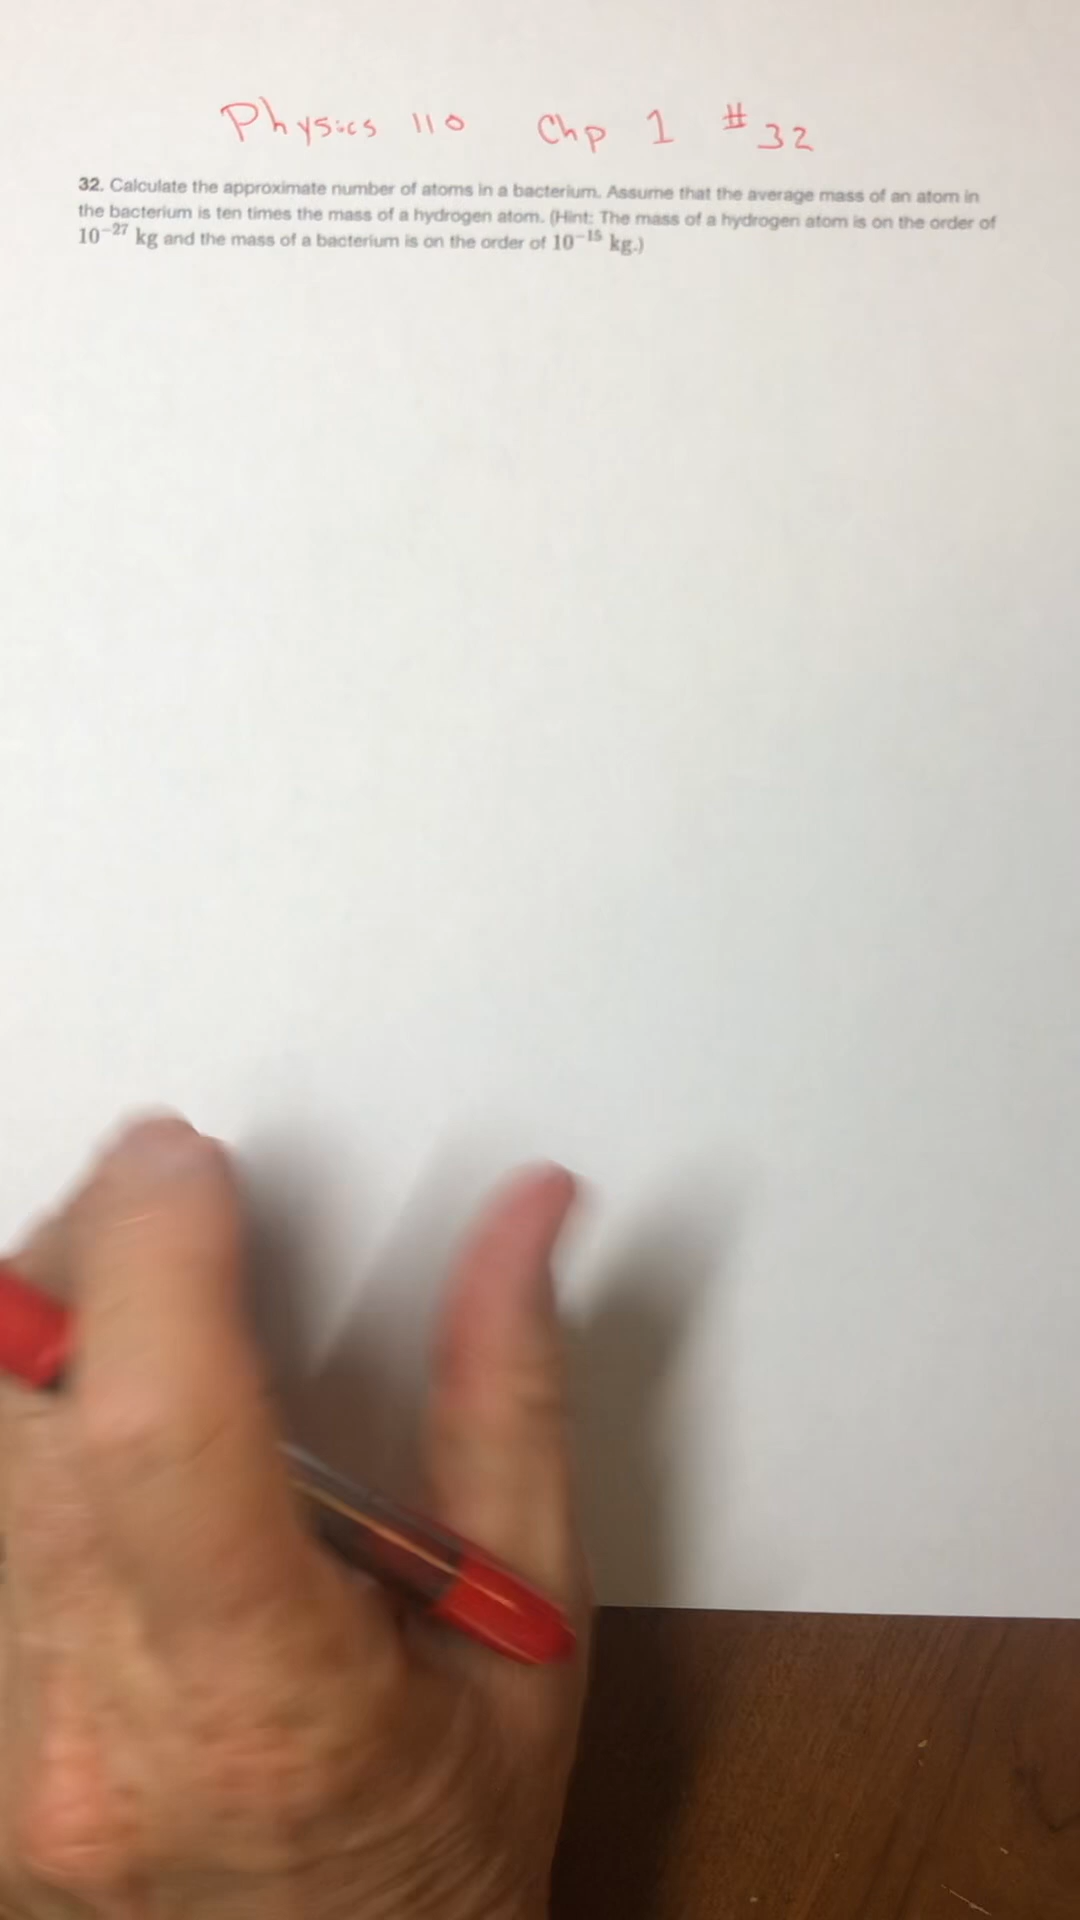 Physics 110 Chp 1 # 32
32. Calculate the approximate number of atoms in a bacterium. Assume that the average mass of an atom in
the bacterium is ten times the mass of a hydrogen atom. (Hint: The mass of a hydrogen atom is on the order of
10⁻²⁷ kg and the mass of a bacterium is on the order of 10⁻¹⁵ kg.)